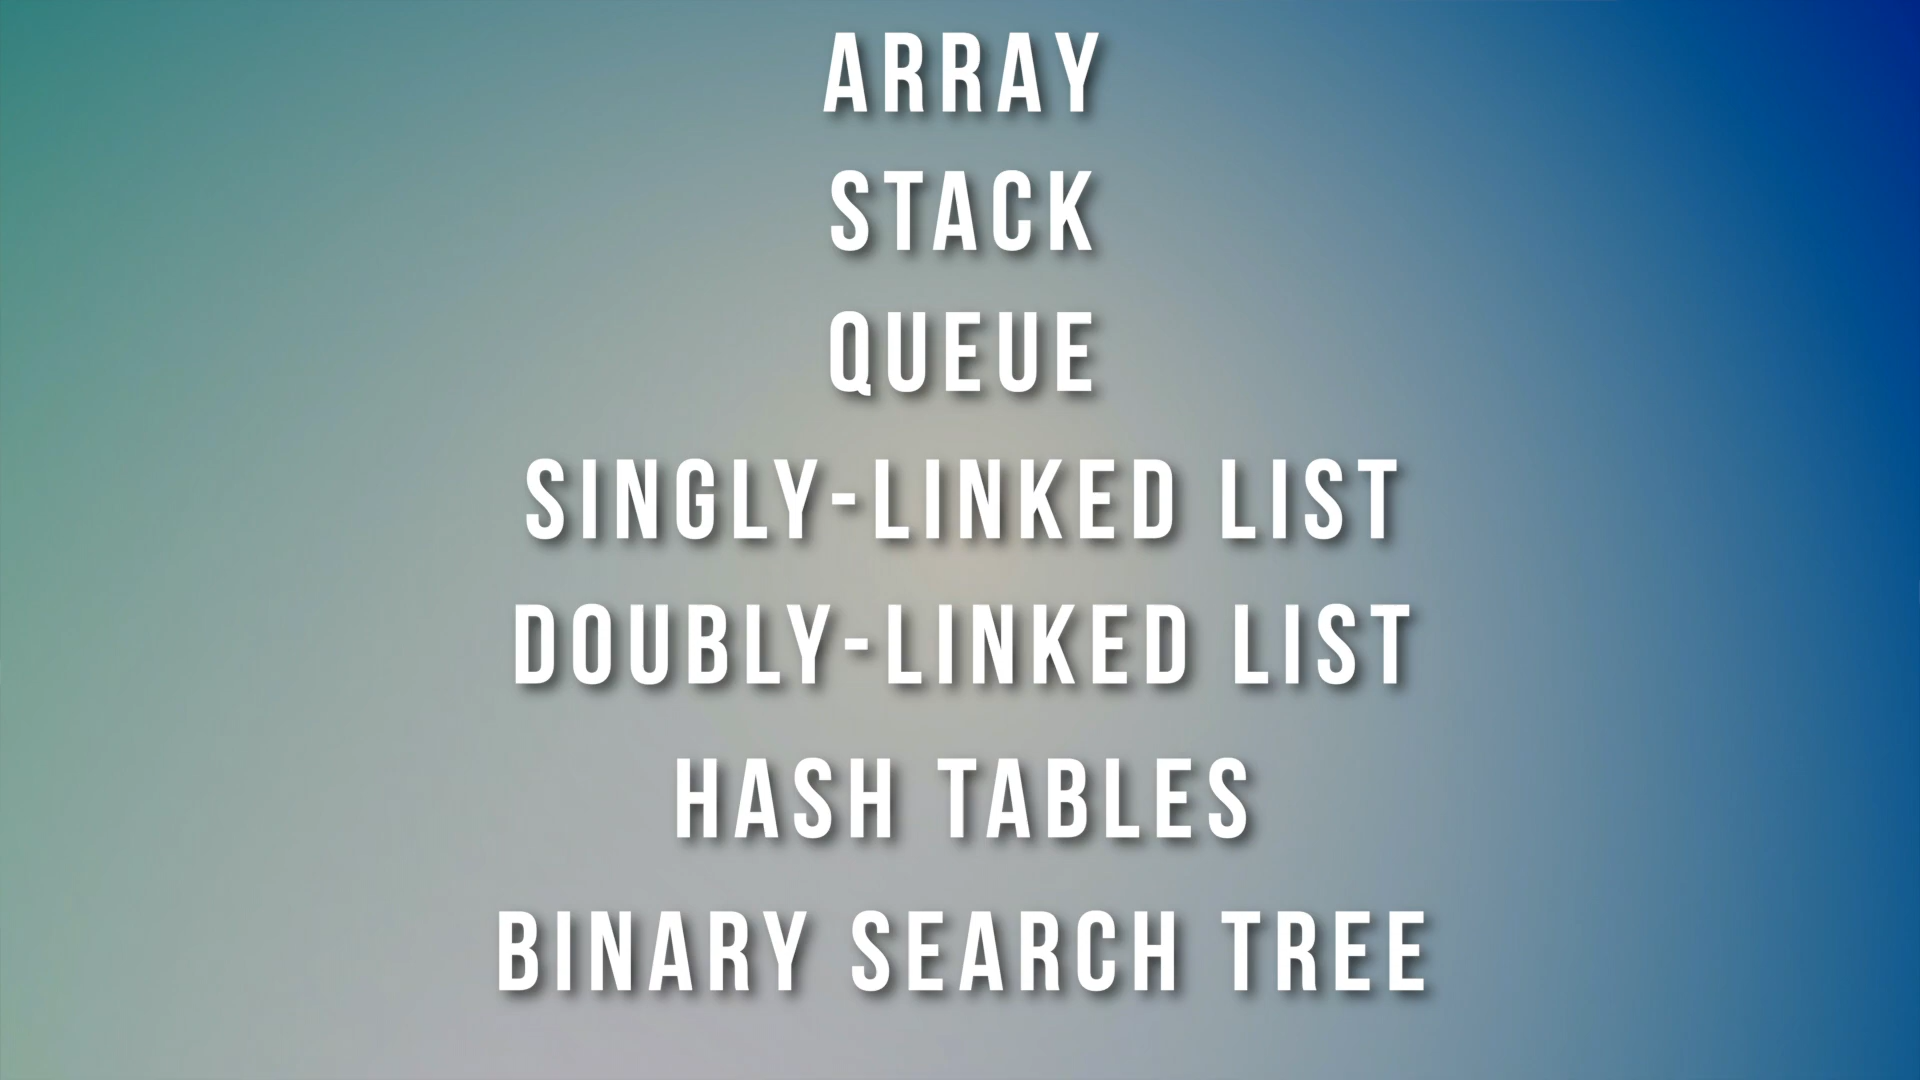 ARRAY
STACK
QUEUE
SINGLY-LINKED LIST
DOUBLY-LINKED LIST
HASH TABLES
BINARY SEARCH TREE